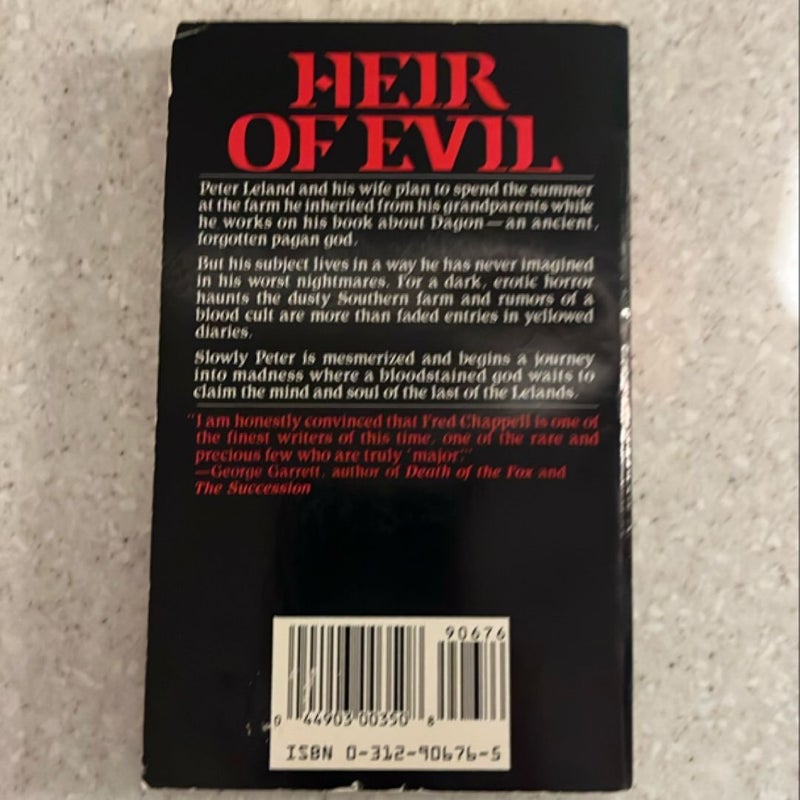 HEIR
OF EVIL
Peter Leland and his wife plan to spend the summer
at the farm he inherited from his grandparents while
he works on his book about Dagon—an ancient,
forgotten pagan god.
But his subject lives in a way he has never imagined
in his worst nightmares. For a dark, erotic horror
haunts the dusty Southern farm and rumors of a
blood cult are more than faded entries in yellowed
diaries.
Slowly Peter is mesmerized and begins a journey
into madness where a bloodstained god waits to
claim the mind and soul of the last of the Lelands.
"I am honestly convinced that Fred Chappell is one of
the finest writers of this time, one of the rare and
precious few who are truly 'major.'"
—George Garrett, author of Death of the Fox and
The Succession
90676
0 44903 00350 8
ISBN 0-312-90676-5